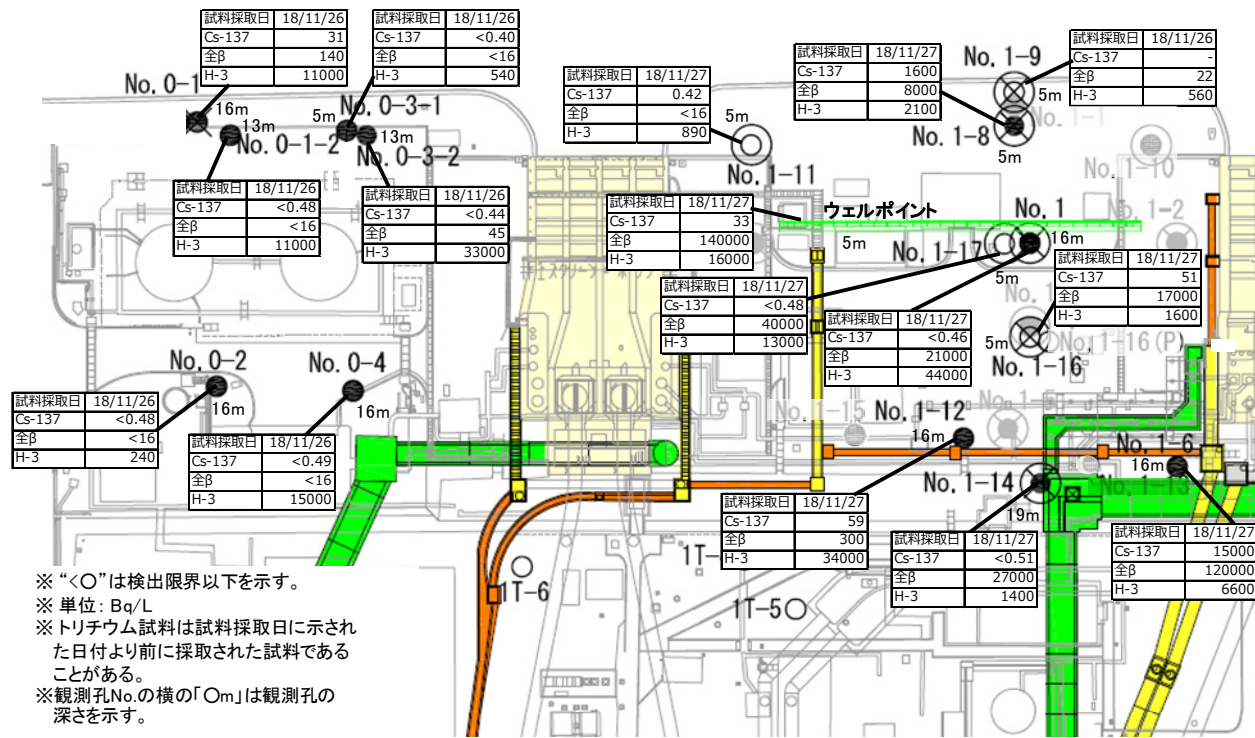 試料採取日 18/11/26
Cs-137 31
全β 140
H-3 11000
試料採取日 18/11/26
Cs-137 <0.40
全β <16
H-3 540
試料採取日 18/11/27
Cs-137 0.42
全β <16
H-3 890
試料採取日 18/11/27
Cs-137 1600
全β 8000
H-3 2100
試料採取日 18/11/26
Cs-137 -
全β 22
H-3 560
No. 0-1
16m
13m
No. 0-1-2
No. 0-3-1
5m
13m
No. 0-3-2
5m
No. 1-11
No. 1-9
5m
No. 1-1
No. 1-8
5m
No. 1-10
試料採取日 18/11/26
Cs-137 <0.48
全β <16
H-3 11000
試料採取日 18/11/26
Cs-137 <0.44
全β 45
H-3 33000
試料採取日 18/11/27
Cs-137 33
全β 140000
H-3 16000
ウェルポイント
5m
No. 1
16m
No. 1-2
No. 1-17
5m
試料採取日 18/11/27
Cs-137 51
全β 17000
H-3 1600
試料採取日 18/11/27
Cs-137 <0.48
全β 40000
H-3 13000
試料採取日 18/11/27
Cs-137 <0.46
全β 21000
H-3 44000
5m
No. 1-16(P)
No. 1-16
No. 0-2
16m
No. 0-4
16m
試料採取日 18/11/26
Cs-137 <0.48
全β <16
H-3 240
試料採取日 18/11/26
Cs-137 <0.49
全β <16
H-3 15000
No. 1-15
No. 1-12
16m
No. 1-6
16m
No. 1-13
No. 1-14
19m
試料採取日 18/11/27
Cs-137 59
全β 300
H-3 34000
試料採取日 18/11/27
Cs-137 <0.51
全β 27000
H-3 1400
試料採取日 18/11/27
Cs-137 15000
全β 120000
H-3 6600
1T-6
1T-
1T-5
※ “<○”は検出限界以下を示す。
※ 単位: Bq/L
※ トリチウム試料は試料採取日に示され
た日付より前に採取された試料である
ことがある。
※観測孔No.の横の「○m」は観測孔の
深さを示す。